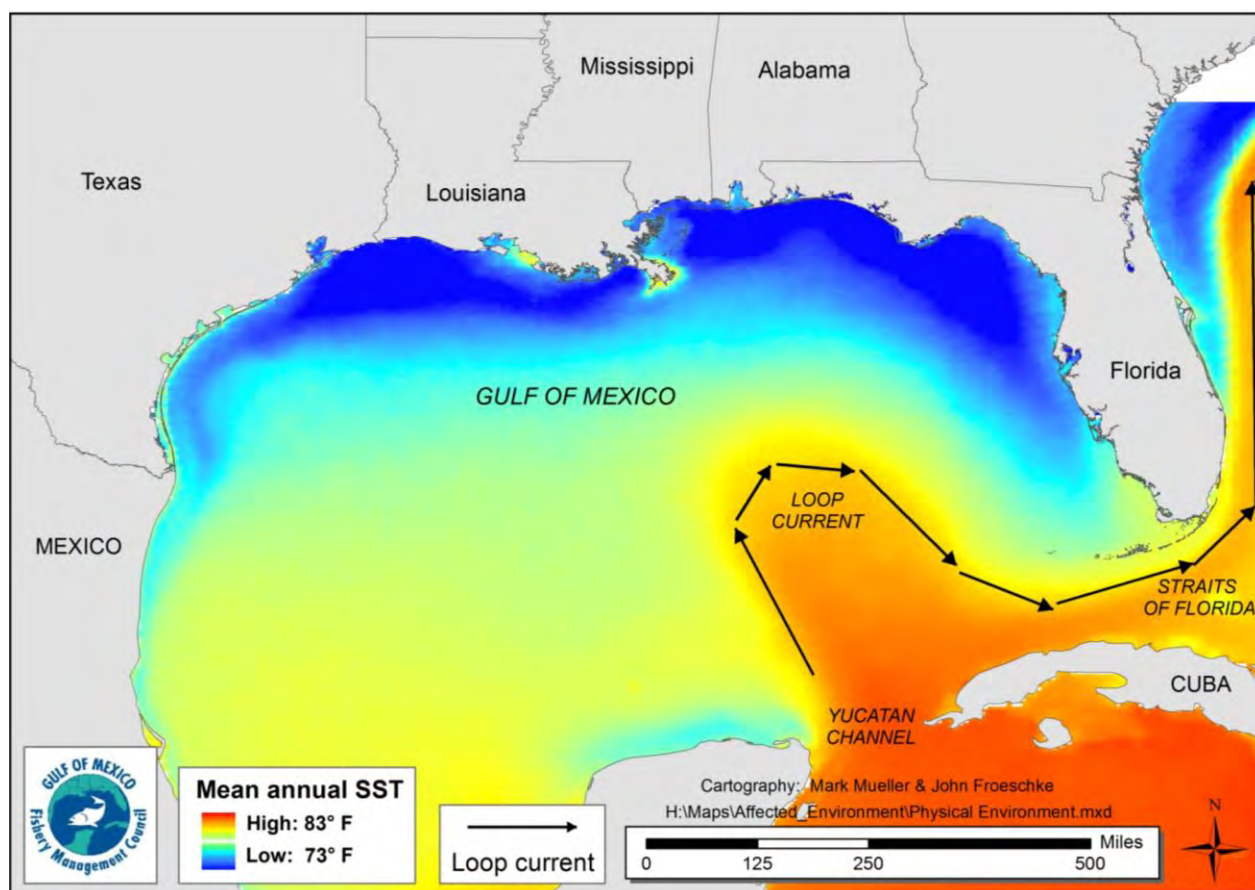 Mississippi
Alabama
Texas
Louisiana
Florida
GULF OF MEXICO
LOOP
CURRENT
MEXICO
STRAITS
OF FLORIDA
CUBA
YUCATAN
CHANNEL
GULF OF MEXICO
Fishery Management Council
Mean annual SST
High: 83° F
Low: 73° F
Loop current
Cartography: Mark Mueller & John Froeschke
H:\Maps\Affected_Environment\Physical Environment.mxd
Miles
0 125 250 500
N